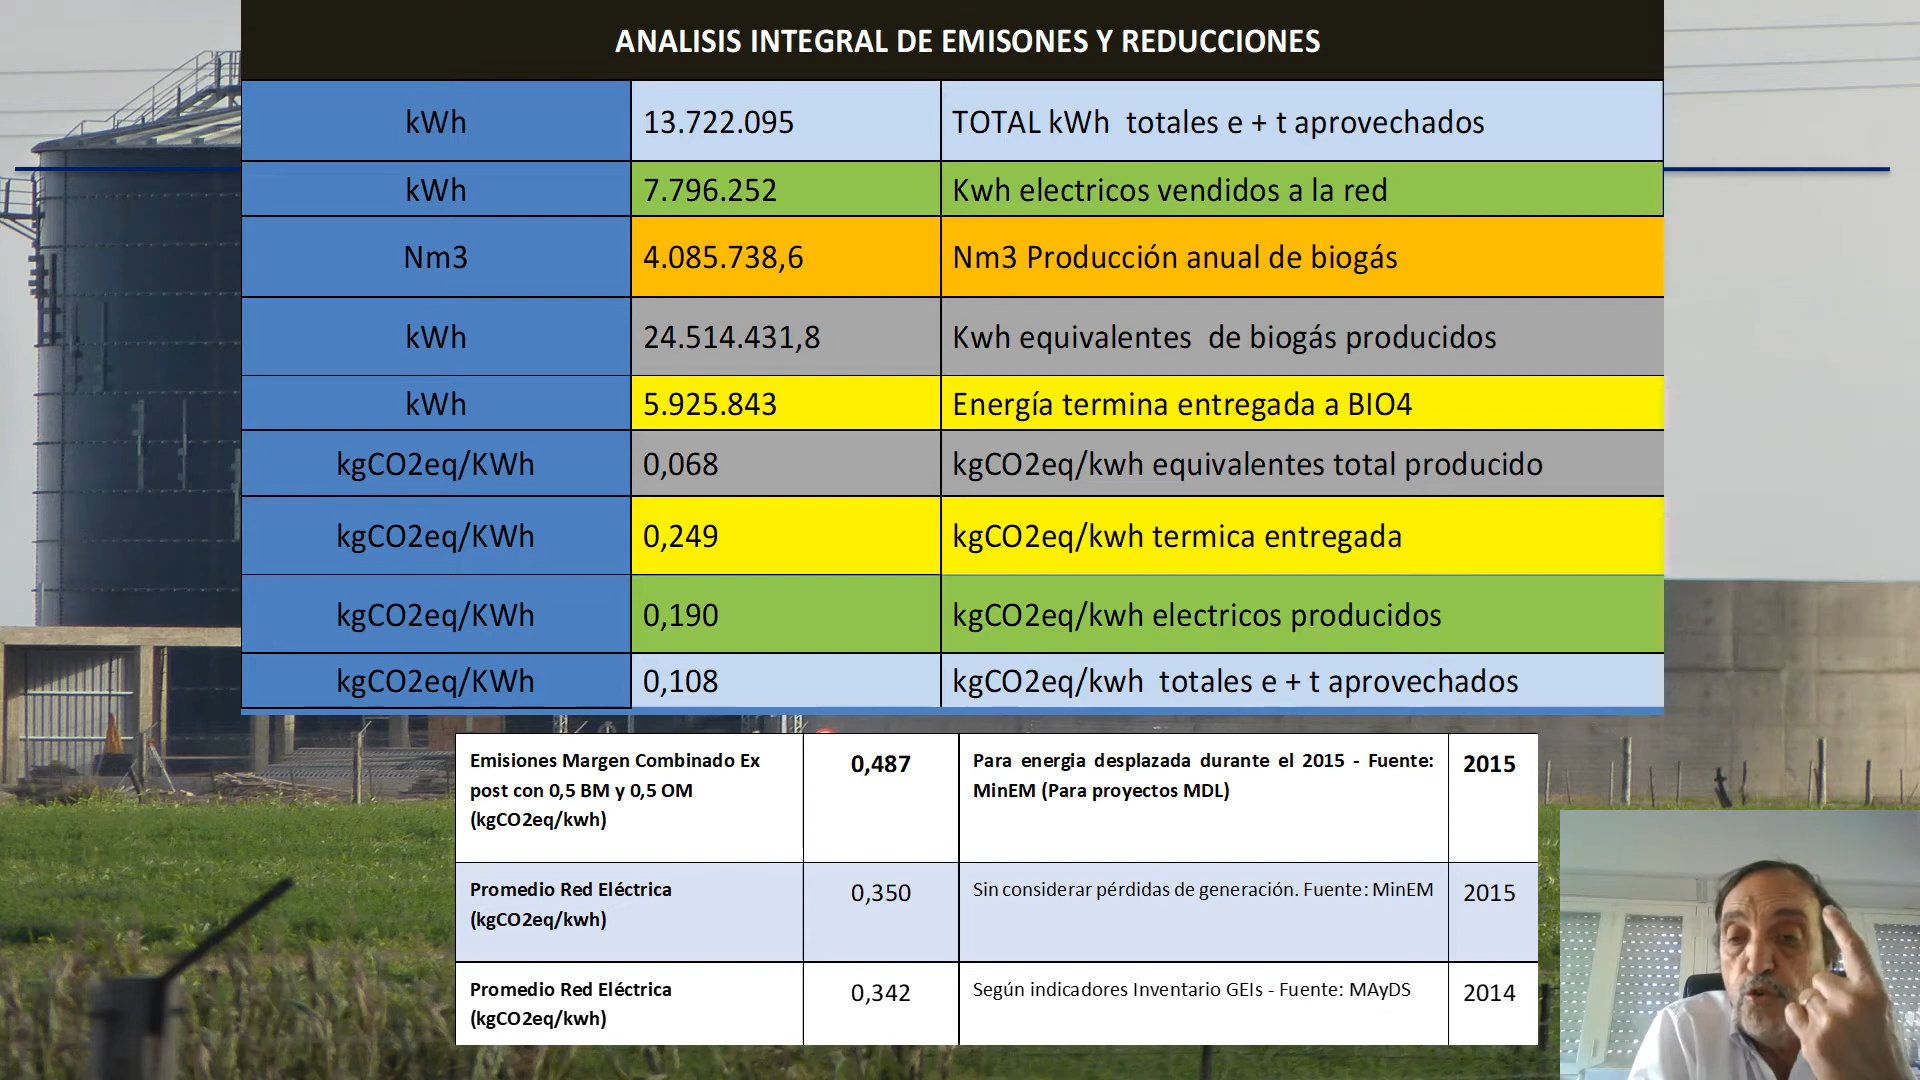 ANALISIS INTEGRAL DE EMISONES Y REDUCCIONES
kWh 13.722.095 TOTAL kWh totales e + t aprovechados
kWh 7.796.252 Kwh electricos vendidos a la red
Nm3 4.085.738,6 Nm3 Producción anual de biogás
kWh 24.514.431,8 Kwh equivalentes de biogás producidos
kWh 5.925.843 Energía termina entregada a BIO4
kgCO2eq/KWh 0,068 kgCO2eq/kwh equivalentes total producido
kgCO2eq/KWh 0,249 kgCO2eq/kwh termica entregada
kgCO2eq/KWh 0,190 kgCO2eq/kwh electricos producidos
kgCO2eq/KWh 0,108 kgCO2eq/kwh totales e + t aprovechados
Emisiones Margen Combinado Ex
post con 0,5 BM y 0,5 OM
(kgCO2eq/kwh)
0,487
Para energia desplazada durante el 2015 - Fuente:
MinEM (Para proyectos MDL)
2015
Promedio Red Eléctrica
(kgCO2eq/kwh)
0,350
Sin considerar pérdidas de generación. Fuente: MinEM
2015
Promedio Red Eléctrica
(kgCO2eq/kwh)
0,342
Según indicadores Inventario GEIs - Fuente: MAyDS
2014